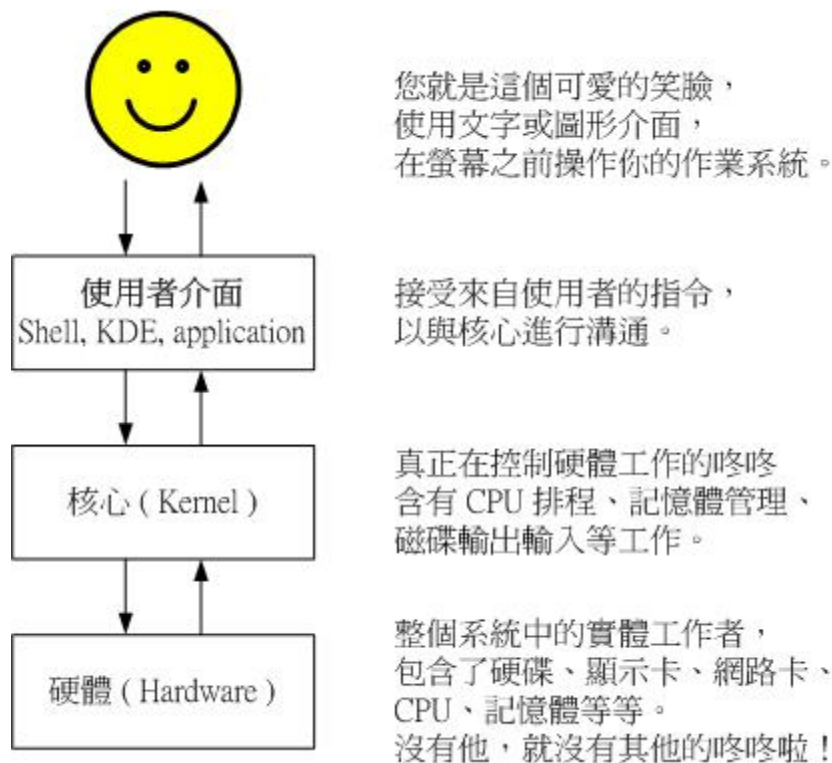 您就是這個可愛的笑臉，
使用文字或圖形介面，
在螢幕之前操作你的作業系統。
使用者介面
Shell, KDE, application
接受來自使用者的指令，
以與核心進行溝通。
核心 ( Kernel )
真正在控制硬體工作的咚咚
含有 CPU 排程、記憶體管理、
磁碟輸出輸入等工作。
硬體 ( Hardware )
整個系統中的實體工作者，
包含了硬碟、顯示卡、網路卡、
CPU、記憶體等等。
沒有他，就沒有其他的咚咚啦！